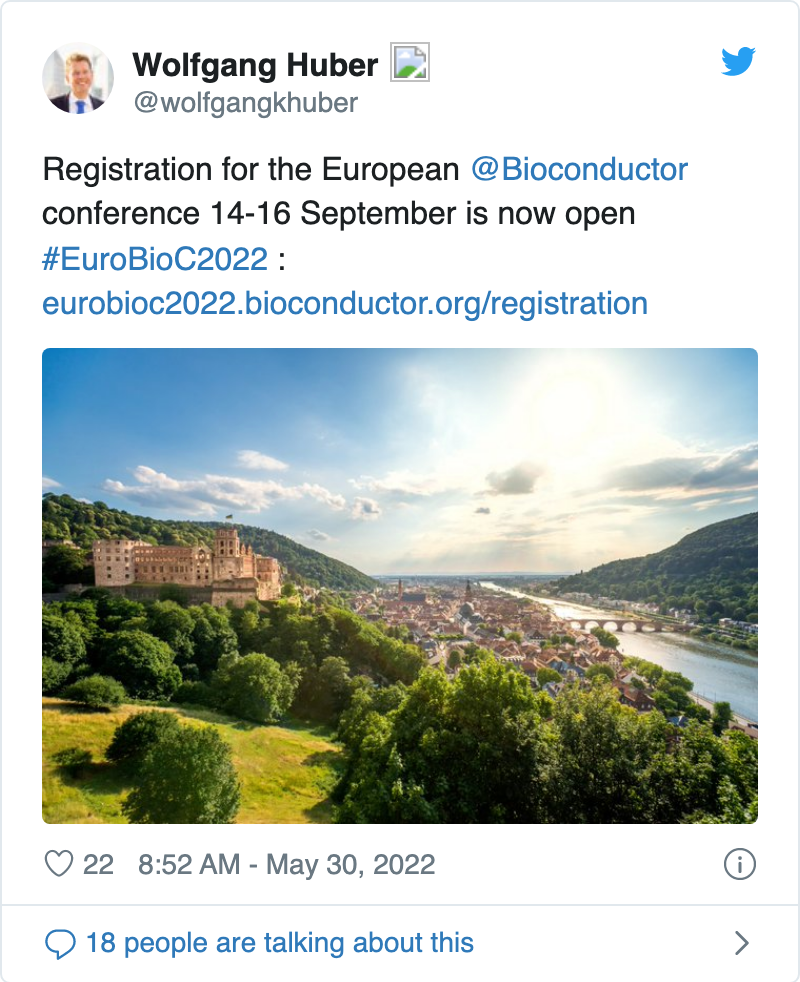 Wolfgang Huber
@wolfgangkhuber
Registration for the European @Bioconductor
conference 14-16 September is now open
#EuroBioC2022 :
eurobioc2022.bioconductor.org/registration
22 8:52 AM - May 30, 2022
18 people are talking about this